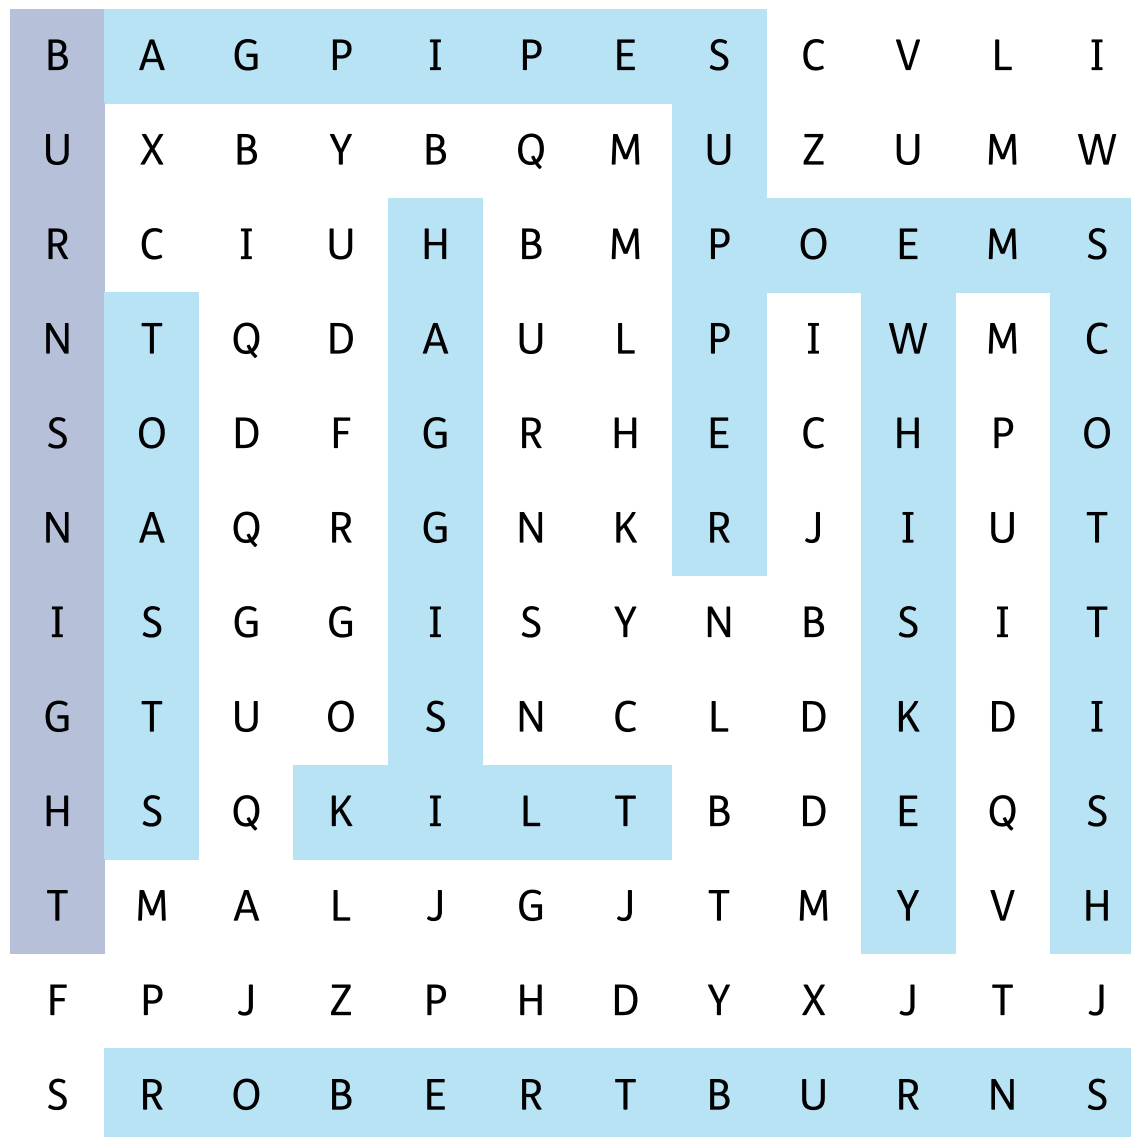 B A G P I P E S C V L I
U X B Y B Q M U Z U M W
R C I U H B M P O E M S
N T Q D A U L P I W M C
S O D F G R H E C H P O
N A Q R G N K R J I U T
I S G G I S Y N B S I T
G T U O S N C L D K D I
H S Q K I L T B D E Q S
T M A L J G J T M Y V H
F P J Z P H D Y X J T J
S R O B E R T B U R N S